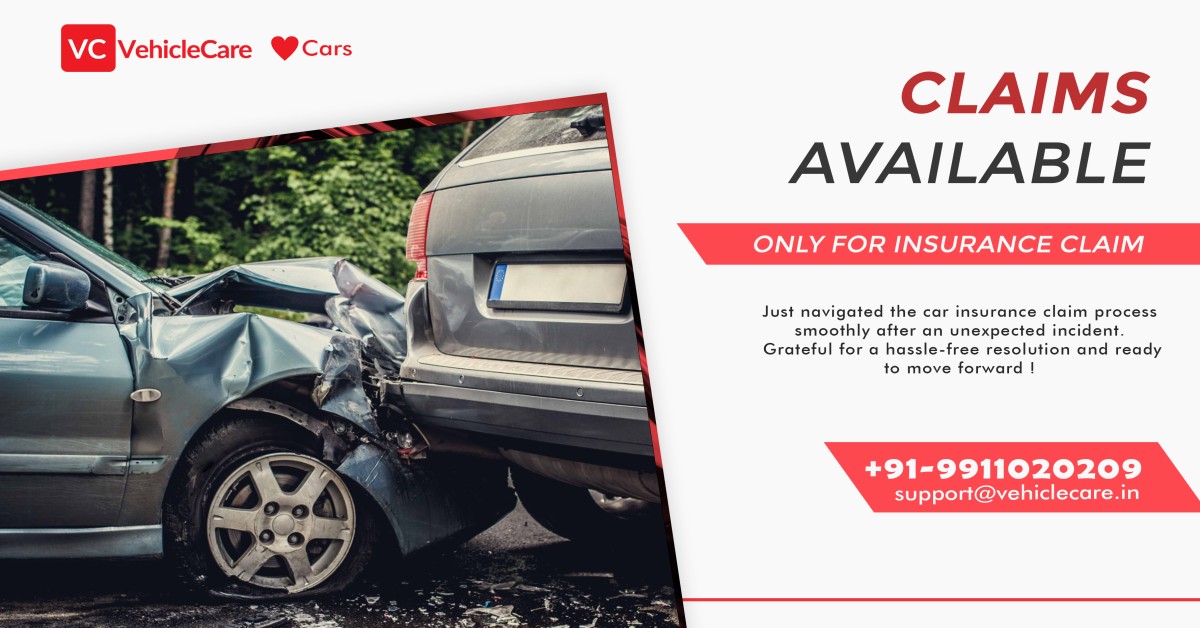 VC VehicleCare Cars
CLAIMS
AVAILABLE
ONLY FOR INSURANCE CLAIM
Just navigated the car insurance claim process
smoothly after an unexpected incident.
Grateful for a hassle-free resolution and ready
to move forward !
+91-9911020209
support@vehiclecare.in